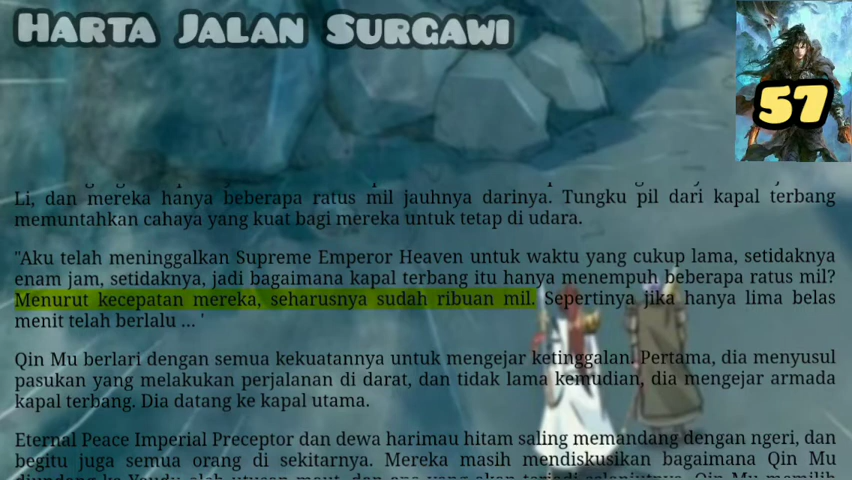 HARTA JALAN SURGAWI
57
Li, dan mereka hanya beberapa ratus mil jauhnya darinya. Tungku pil dari kapal terbang
memuntahkan cahaya yang kuat bagi mereka untuk tetap di udara.
"Aku telah meninggalkan Supreme Emperor Heaven untuk waktu yang cukup lama, setidaknya
enam jam, setidaknya, jadi bagaimana kapal terbang itu hanya menempuh beberapa ratus mil?
Menurut kecepatan mereka, seharusnya sudah ribuan mil. Sepertinya jika hanya lima belas
menit telah berlalu ... '
Qin Mu berlari dengan semua kekuatannya untuk mengejar ketinggalan. Pertama, dia menyusul
pasukan yang melakukan perjalanan di darat, dan tidak lama kemudian, dia mengejar armada
kapal terbang. Dia datang ke kapal utama.
Eternal Peace Imperial Preceptor dan dewa harimau hitam saling memandang dengan ngeri, dan
begitu juga semua orang di sekitarnya. Mereka masih mendiskusikan bagaimana Qin Mu